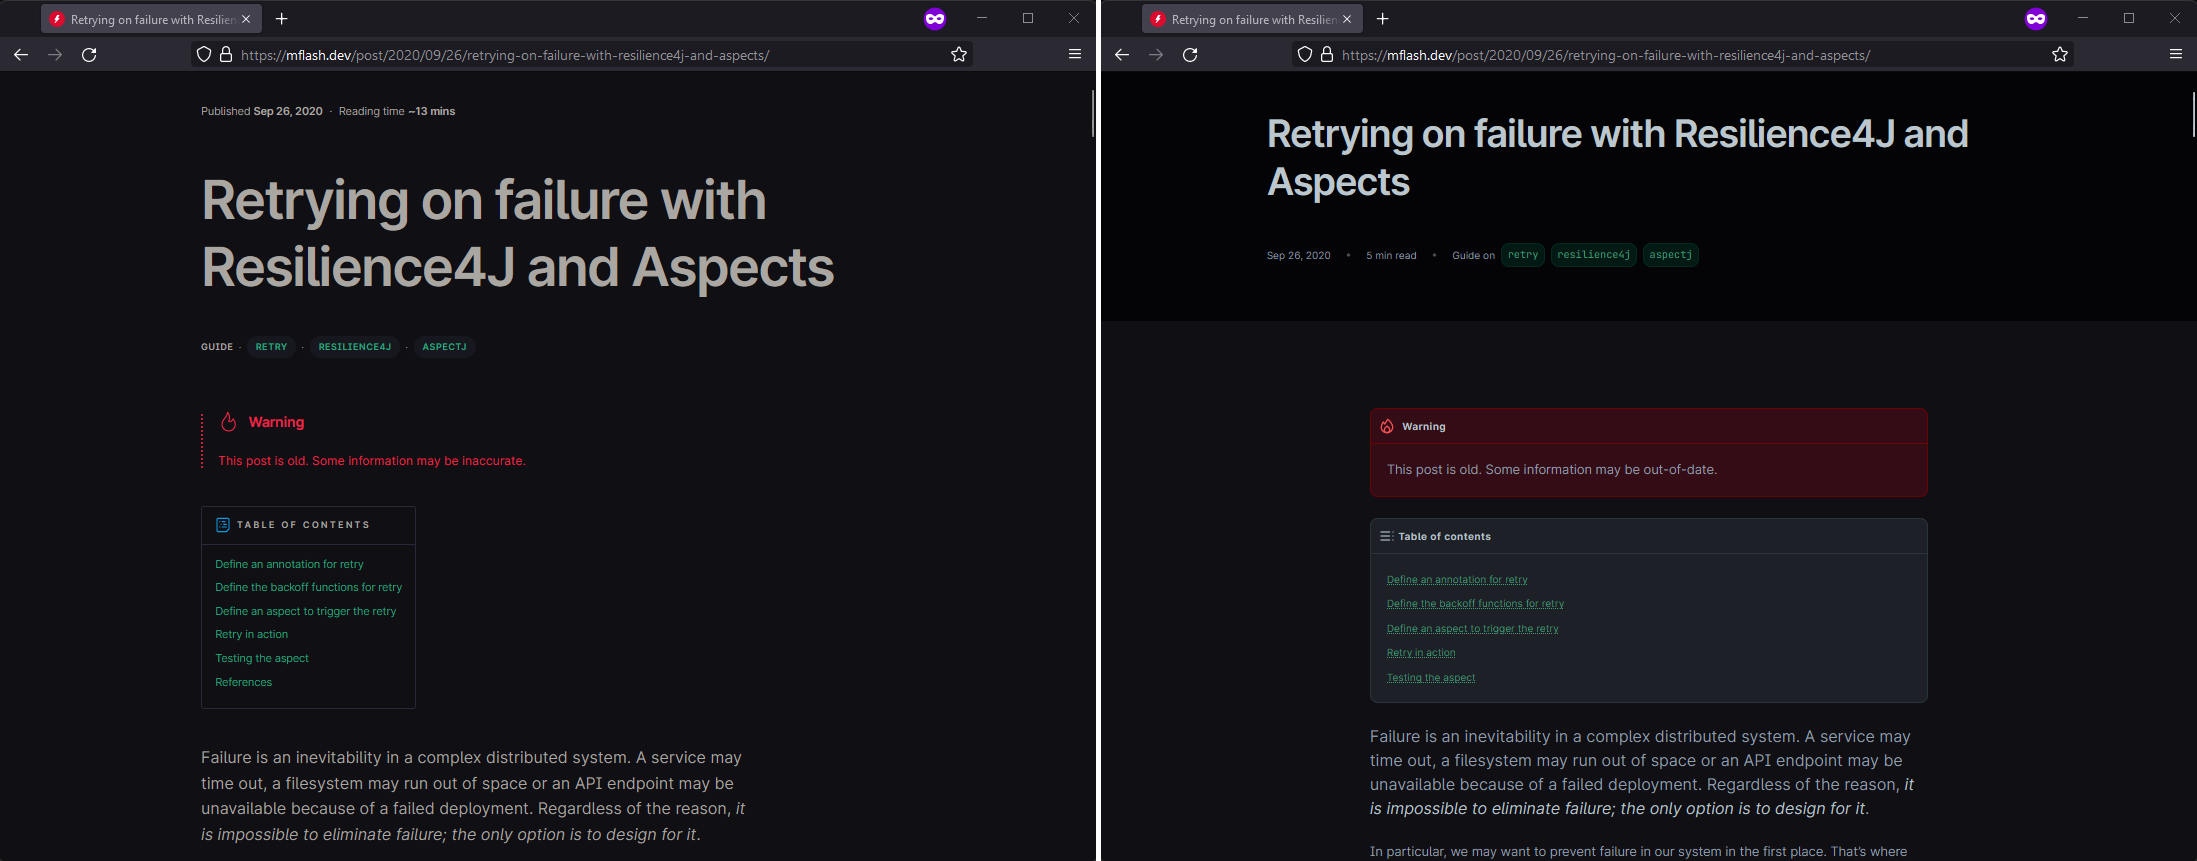 Retrying on failure with Resilien
https://mflash.dev/post/2020/09/26/retrying-on-failure-with-resilience4j-and-aspects/
Published Sep 26, 2020 · Reading time ~13 mins
Retrying on failure with
Resilience4J and Aspects
GUIDE · RETRY · RESILIENCE4J · ASPECTJ
Warning
This post is old. Some information may be inaccurate.
TABLE OF CONTENTS
Define an annotation for retry
Define the backoff functions for retry
Define an aspect to trigger the retry
Retry in action
Testing the aspect
References
Failure is an inevitability in a complex distributed system. A service may
time out, a filesystem may run out of space or an API endpoint may be
unavailable because of a failed deployment. Regardless of the reason, it
is impossible to eliminate failure; the only option is to design for it.
Retrying on failure with Resilien
https://mflash.dev/post/2020/09/26/retrying-on-failure-with-resilience4j-and-aspects/
Retrying on failure with Resilience4J and
Aspects
Sep 26, 2020 • 5 min read • Guide on retry resilience4j aspectj
Warning
This post is old. Some information may be out-of-date.
Table of contents
Define an annotation for retry
Define the backoff functions for retry
Define an aspect to trigger the retry
Retry in action
Testing the aspect
Failure is an inevitability in a complex distributed system. A service may
time out, a filesystem may run out of space or an API endpoint may be
unavailable because of a failed deployment. Regardless of the reason, it
is impossible to eliminate failure; the only option is to design for it.
In particular, we may want to prevent failure in our system in the first place. That's where